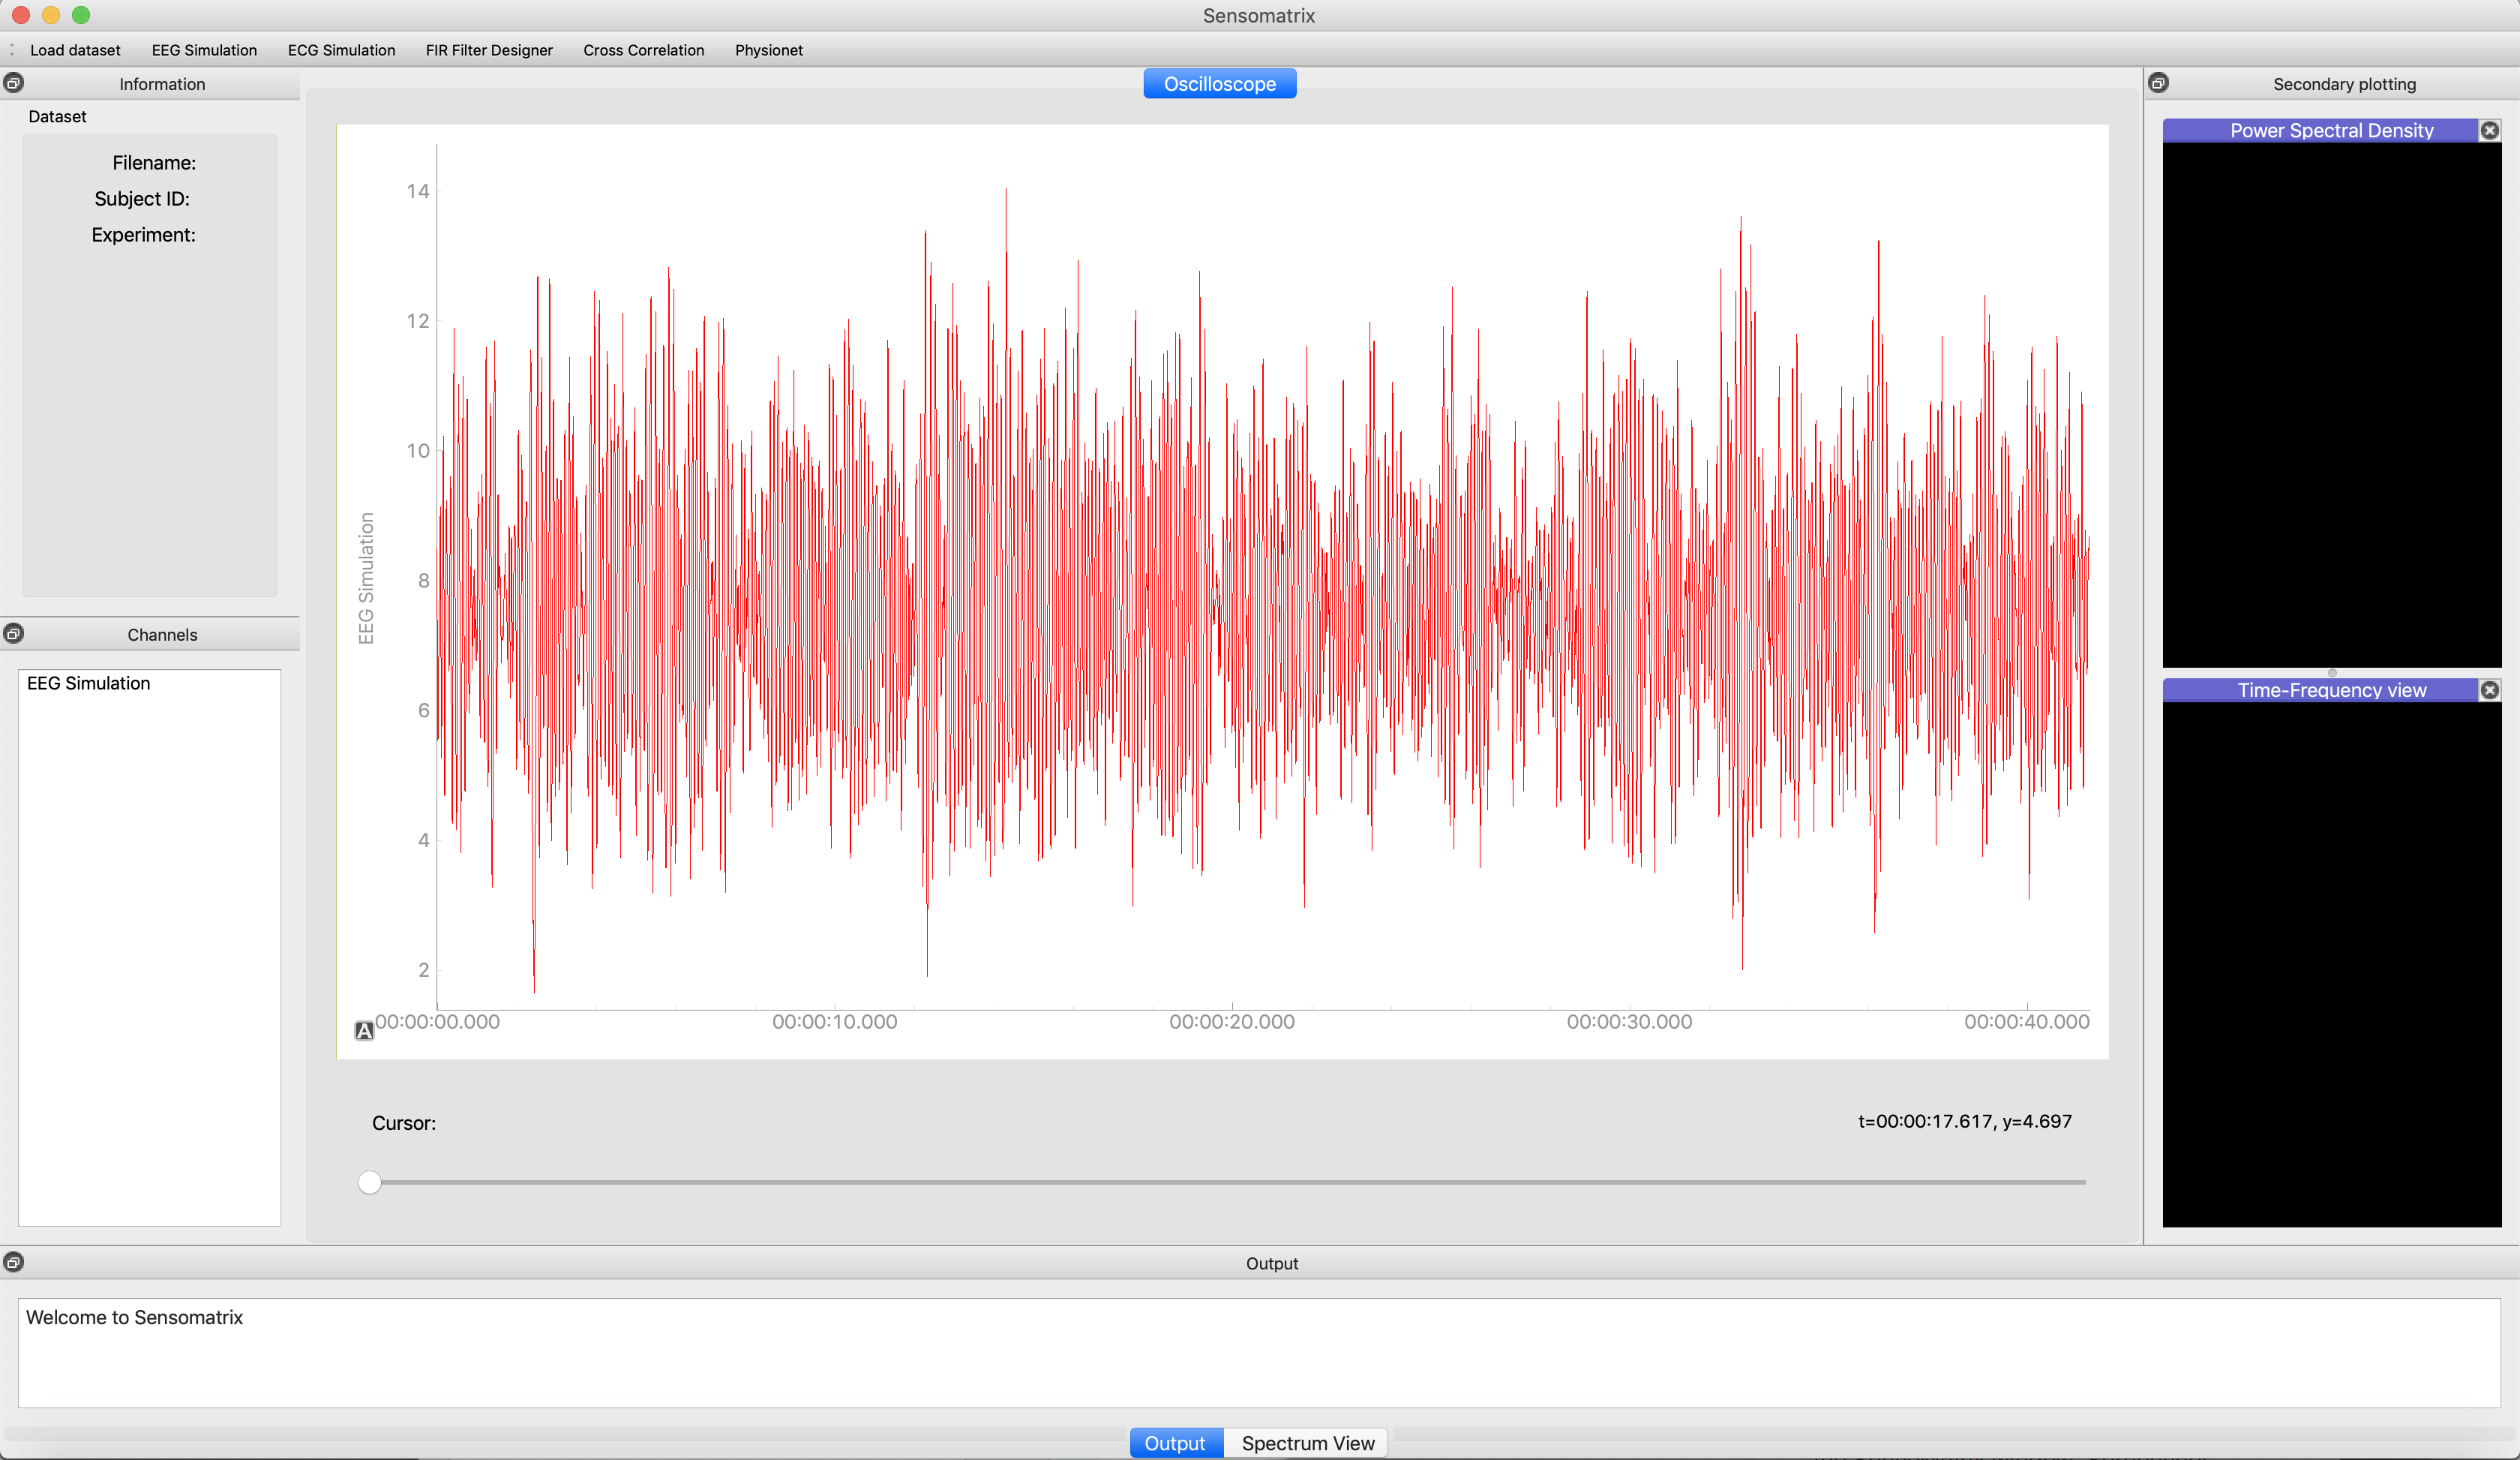 Sensomatrix
Load dataset EEG Simulation ECG Simulation FIR Filter Designer Cross Correlation Physionet
Information
Dataset
Filename:
Subject ID:
Experiment:
Channels
EEG Simulation
Oscilloscope
14
12
10
8
6
4
2
EEG Simulation
A
00:00:00.000 00:00:10.000 00:00:20.000 00:00:30.000 00:00:40.000
Cursor:
t=00:00:17.617, y=4.697
Secondary plotting
Power Spectral Density
Time-Frequency view
Output
Welcome to Sensomatrix
Output Spectrum View